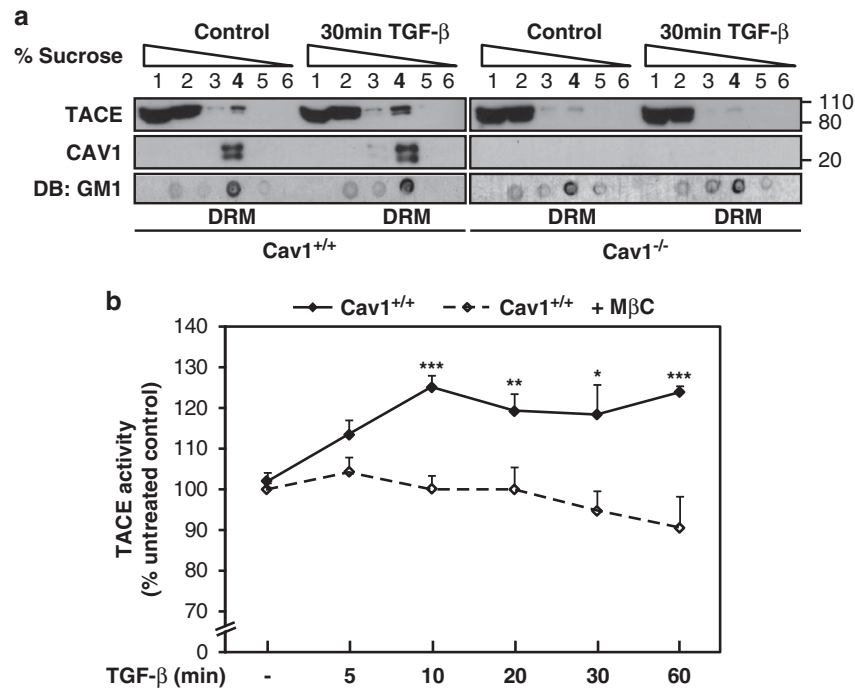 a
Control 30min TGF-β Control 30min TGF-β
% Sucrose
1 2 3 4 5 6 1 2 3 4 5 6 1 2 3 4 5 6 1 2 3 4 5 6
TACE 110
80
CAV1 20
DB: GM1
DRM DRM DRM DRM
Cav1+/+ Cav1-/-
b
Cav1+/+ Cav1+/+ + MβC
140
130
120
110
100
90
80
70
0
*** ** * ***
TACE activity
(% untreated control)
TGF-β (min) - 5 10 20 30 60